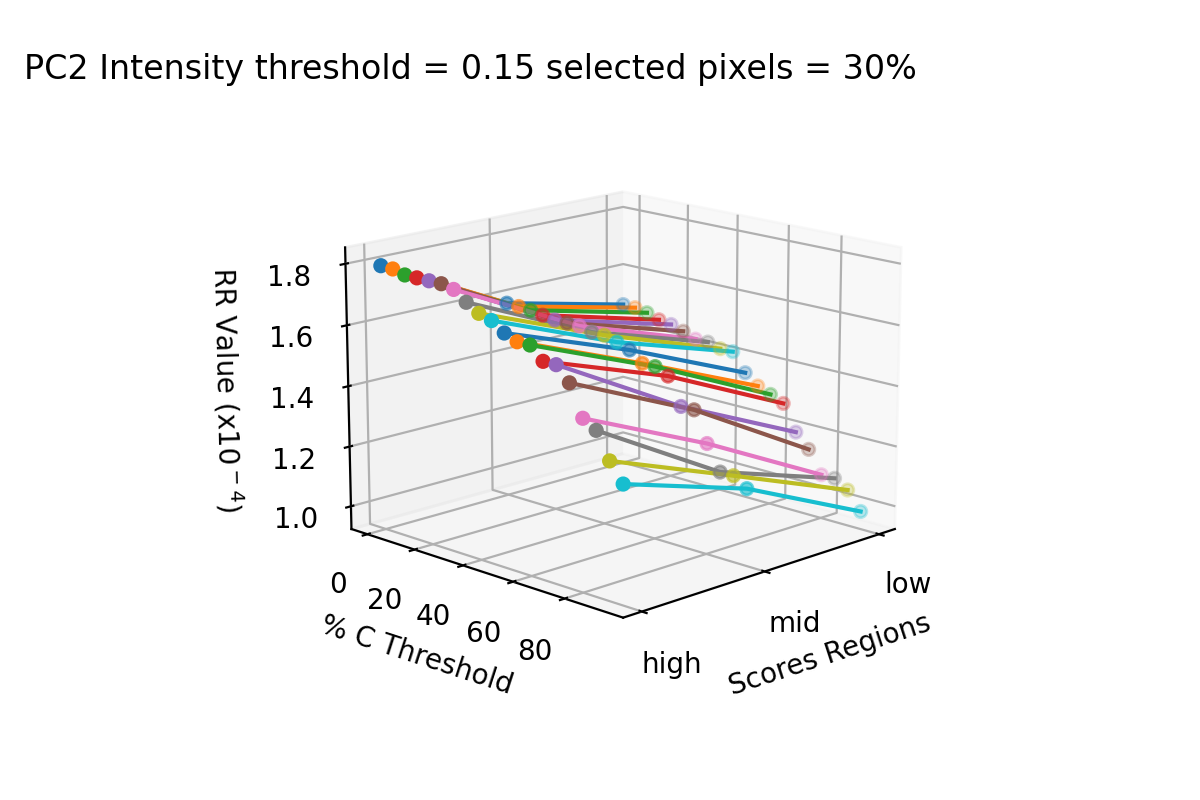 PC2 Intensity threshold = 0.15 selected pixels = 30%
RR Value (x10⁻⁴)
1.8
1.6
1.4
1.2
1.0
0
20
40
60
80
% C Threshold
high
mid
low
Scores Regions